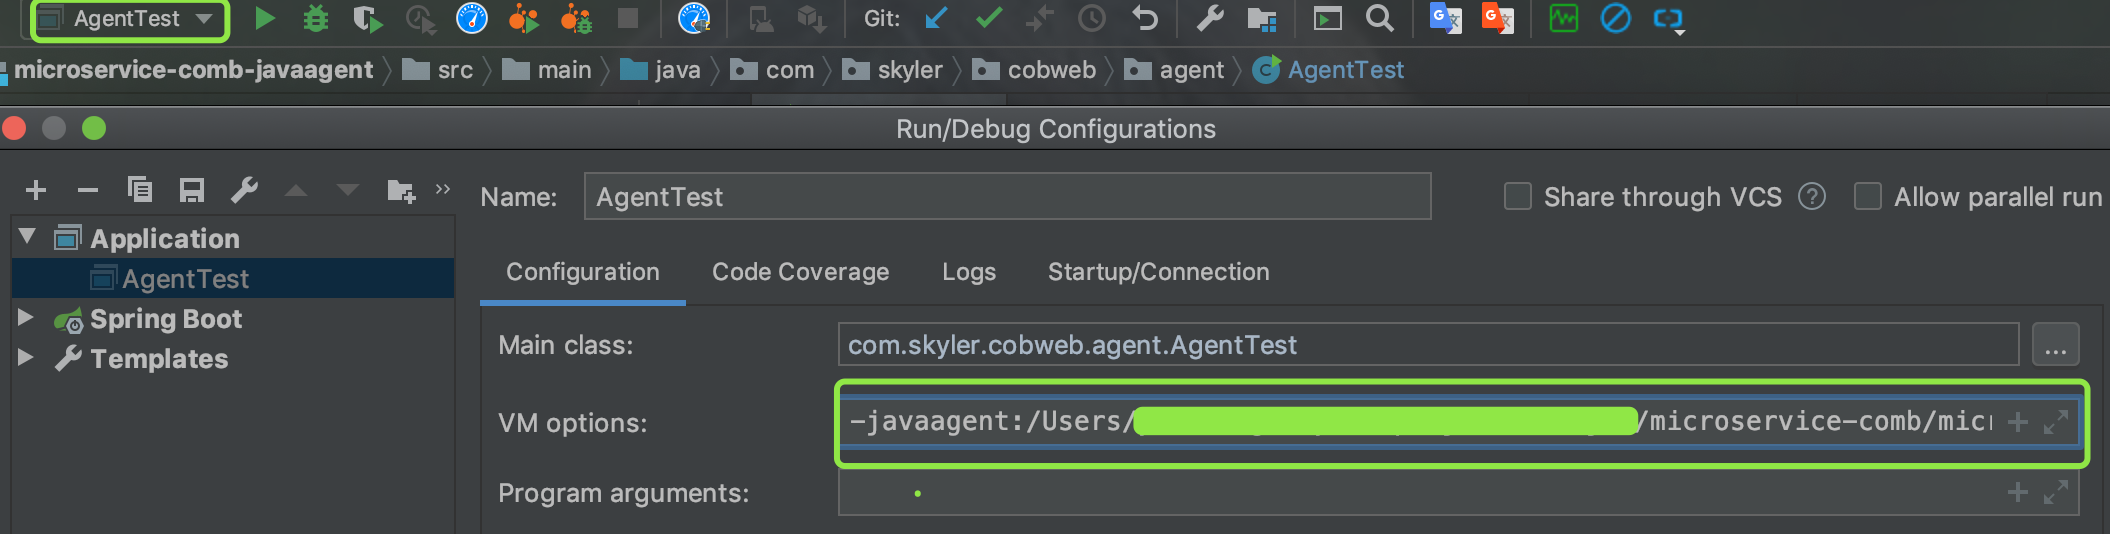 AgentTest Git:
microservice-comb-javaagent src main java com skyler cobweb agent AgentTest
Run/Debug Configurations
Name: AgentTest Share through VCS ? Allow parallel run
Application
AgentTest
Spring Boot
Templates
Configuration Code Coverage Logs Startup/Connection
Main class: com.skyler.cobweb.agent.AgentTest ...
VM options: -javaagent:/Users/ /microservice-comb/micr
Program arguments: